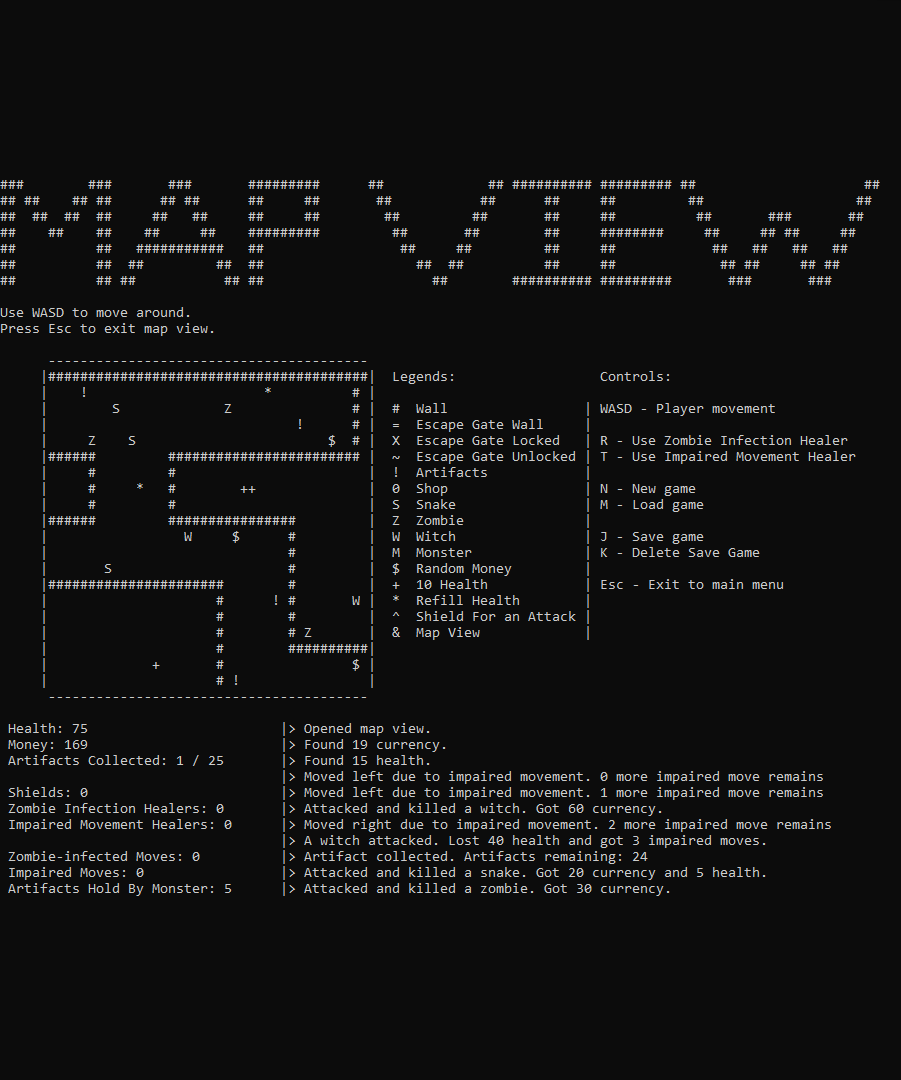 ###        ###       ###       #########      ##             ## ########## ######### ##                     ##
## ##    ## ##      ## ##      ##     ##       ##           ##      ##     ##         ##                   ##
##  ## ##  ##     ##   ##     ##     ##        ##         ##       ##     ##          ##       ###       ##
##    ##    ##    ##     ##    #########         ##       ##        ##     ########     ##     ## ##     ##
##          ##   ###########   ##                 ##     ##         ##     ##            ##   ##   ##   ##
##          ##  ##         ##  ##                   ##  ##          ##     ##             ## ##     ## ##
##          ## ##           ## ##                     ##        ########## #########       ###       ###
Use WASD to move around.
Press Esc to exit map view.
      ----------------------------------------
     |########################################|  Legends:                  Controls:
     |    !                      *          # |
     |        S             Z               # |  #  Wall                 | WASD - Player movement
     |                               !      # |  =  Escape Gate Wall     |
     |     Z    S                        $  # |  X  Escape Gate Locked   | R - Use Zombie Infection Healer
     |######         ######################## |  ~  Escape Gate Unlocked | T - Use Impaired Movement Healer
     |     #         #                        |  !  Artifacts            |
     |     #     *   #        ++              |  0  Shop                 | N - New game
     |     #         #                        |  S  Snake                | M - Load game
     |######         ################         |  Z  Zombie               |
     |                 W     $      #         |  W  Witch                | J - Save game
     |                              #         |  M  Monster              | K - Delete Save Game
     |       S                      #         |  $  Random Money         |
     |######################        #         |  +  10 Health            | Esc - Exit to main menu
     |                     #      ! #       W |  *  Refill Health        |
     |                     #        #         |  ^  Shield For an Attack |
     |                     #        # Z       |  &  Map View             |
     |                     #        ##########|
     |             +       #                $ |
     |                     # !                |
      ----------------------------------------
 Health: 75                        |> Opened map view.
 Money: 169                        |> Found 19 currency.
 Artifacts Collected: 1 / 25       |> Found 15 health.
                                   |> Moved left due to impaired movement. 0 more impaired move remains
 Shields: 0                        |> Moved left due to impaired movement. 1 more impaired move remains
 Zombie Infection Healers: 0       |> Attacked and killed a witch. Got 60 currency.
 Impaired Movement Healers: 0      |> Moved right due to impaired movement. 2 more impaired move remains
                                   |> A witch attacked. Lost 40 health and got 3 impaired moves.
 Zombie-infected Moves: 0          |> Artifact collected. Artifacts remaining: 24
 Impaired Moves: 0                 |> Attacked and killed a snake. Got 20 currency and 5 health.
 Artifacts Hold By Monster: 5      |> Attacked and killed a zombie. Got 30 currency.